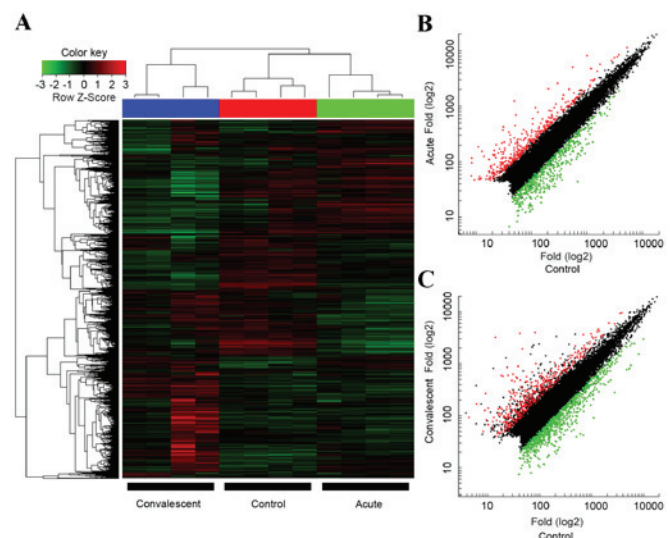 A
Color key
-3 -2 -1 0 1 2 3
Row Z-Score
Convalescent
Control
Acute
B
Acute Fold (log2)
10000
1000
100
10
10 100 1000 10000
Fold (log2)
Control
C
Convalescent Fold (log2)
10000
1000
100
10
10 100 1000 10000
Fold (log2)
Control